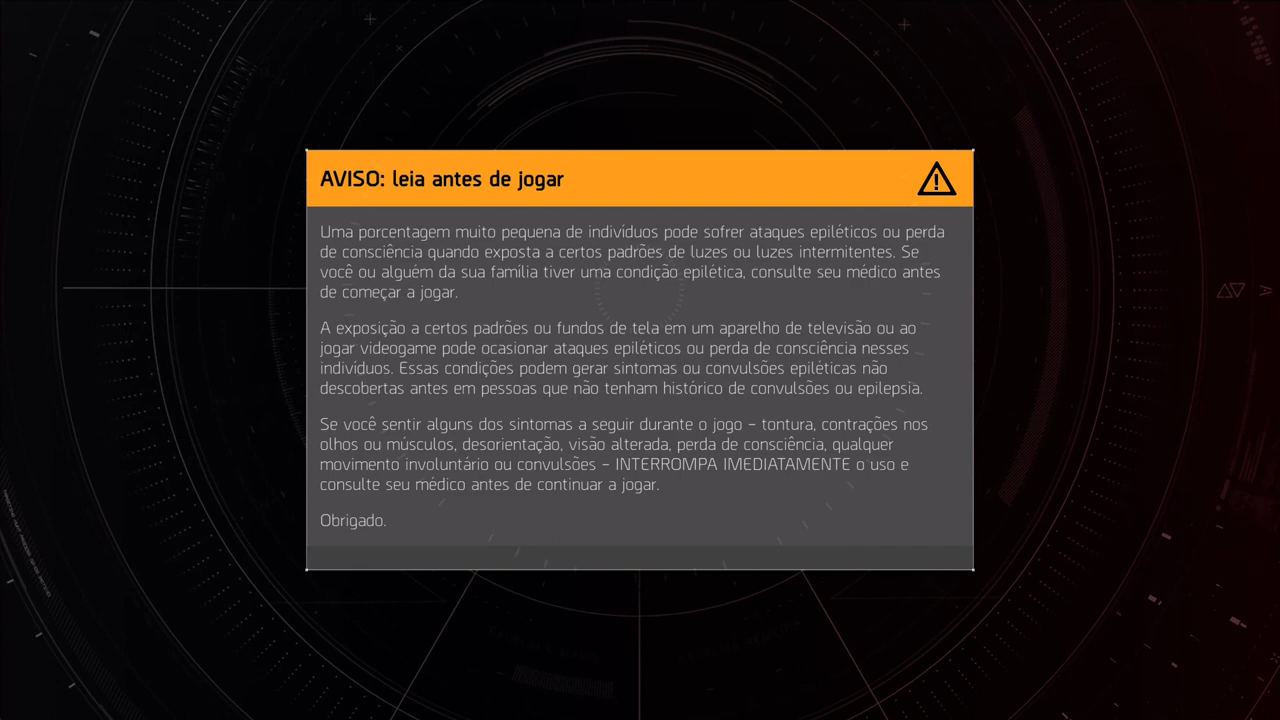 AVISO: leia antes de jogar
Uma porcentagem muito pequena de indivíduos pode sofrer ataques epiléticos ou perda
de consciência quando exposta a certos padrões de luzes ou luzes intermitentes. Se
você ou alguém da sua família tiver uma condição epilética, consulte seu médico antes
de começar a jogar.
A exposição a certos padrões ou fundos de tela em um aparelho de televisão ou ao
jogar videogame pode ocasionar ataques epiléticos ou perda de consciência nesses
indivíduos. Essas condições podem gerar sintomas ou convulsões epiléticas não
descobertas antes em pessoas que não tenham histórico de convulsões ou epilepsia.
Se você sentir alguns dos sintomas a seguir durante o jogo – tontura, contrações nos
olhos ou músculos, desorientação, visão alterada, perda de consciência, qualquer
movimento involuntário ou convulsões – INTERROMPA IMEDIATAMENTE o uso e
consulte seu médico antes de continuar a jogar.
Obrigado.